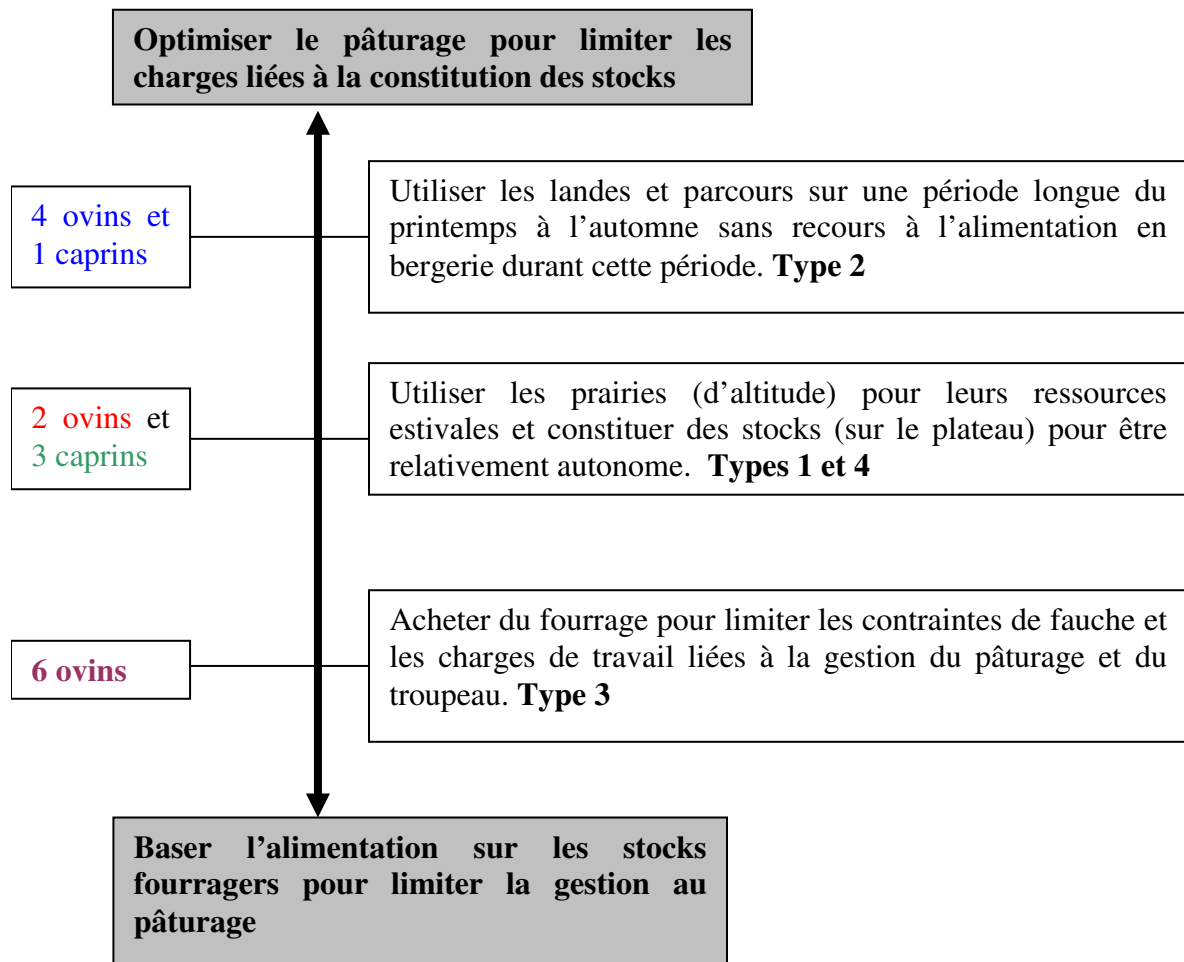 Optimiser le pâturage pour limiter les
charges liées à la constitution des stocks
4 ovins et
1 caprins
Utiliser les landes et parcours sur une période longue du
printemps à l’automne sans recours à l’alimentation en
bergerie durant cette période. Type 2
2 ovins et
3 caprins
Utiliser les prairies (d’altitude) pour leurs ressources
estivales et constituer des stocks (sur le plateau) pour être
relativement autonome. Types 1 et 4
6 ovins
Acheter du fourrage pour limiter les contraintes de fauche et
les charges de travail liées à la gestion du pâturage et du
troupeau. Type 3
Baser l’alimentation sur les stocks
fourragers pour limiter la gestion au
pâturage